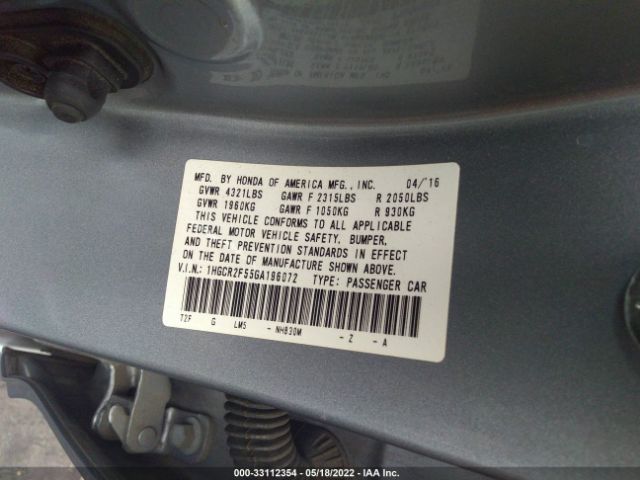 MFD. BY HONDA OF AMERICA MFG., INC. 04/'16
GVWR 4321LBS GAWR F 2315LBS R 2050LBS
GVWR 1960KG GAWR F 1050KG R 930KG
THIS VEHICLE CONFORMS TO ALL APPLICABLE
FEDERAL MOTOR VEHICLE SAFETY, BUMPER,
AND THEFT PREVENTION STANDARDS IN EFFECT
ON THE DATE OF MANUFACTURE SHOWN ABOVE.
V.I.N.: 1HGCR2F55GA196072 TYPE: PASSENGER CAR
T2F G LM5 - NH830M - Z - A
000-33112354 - 05/18/2022 - IAA Inc.